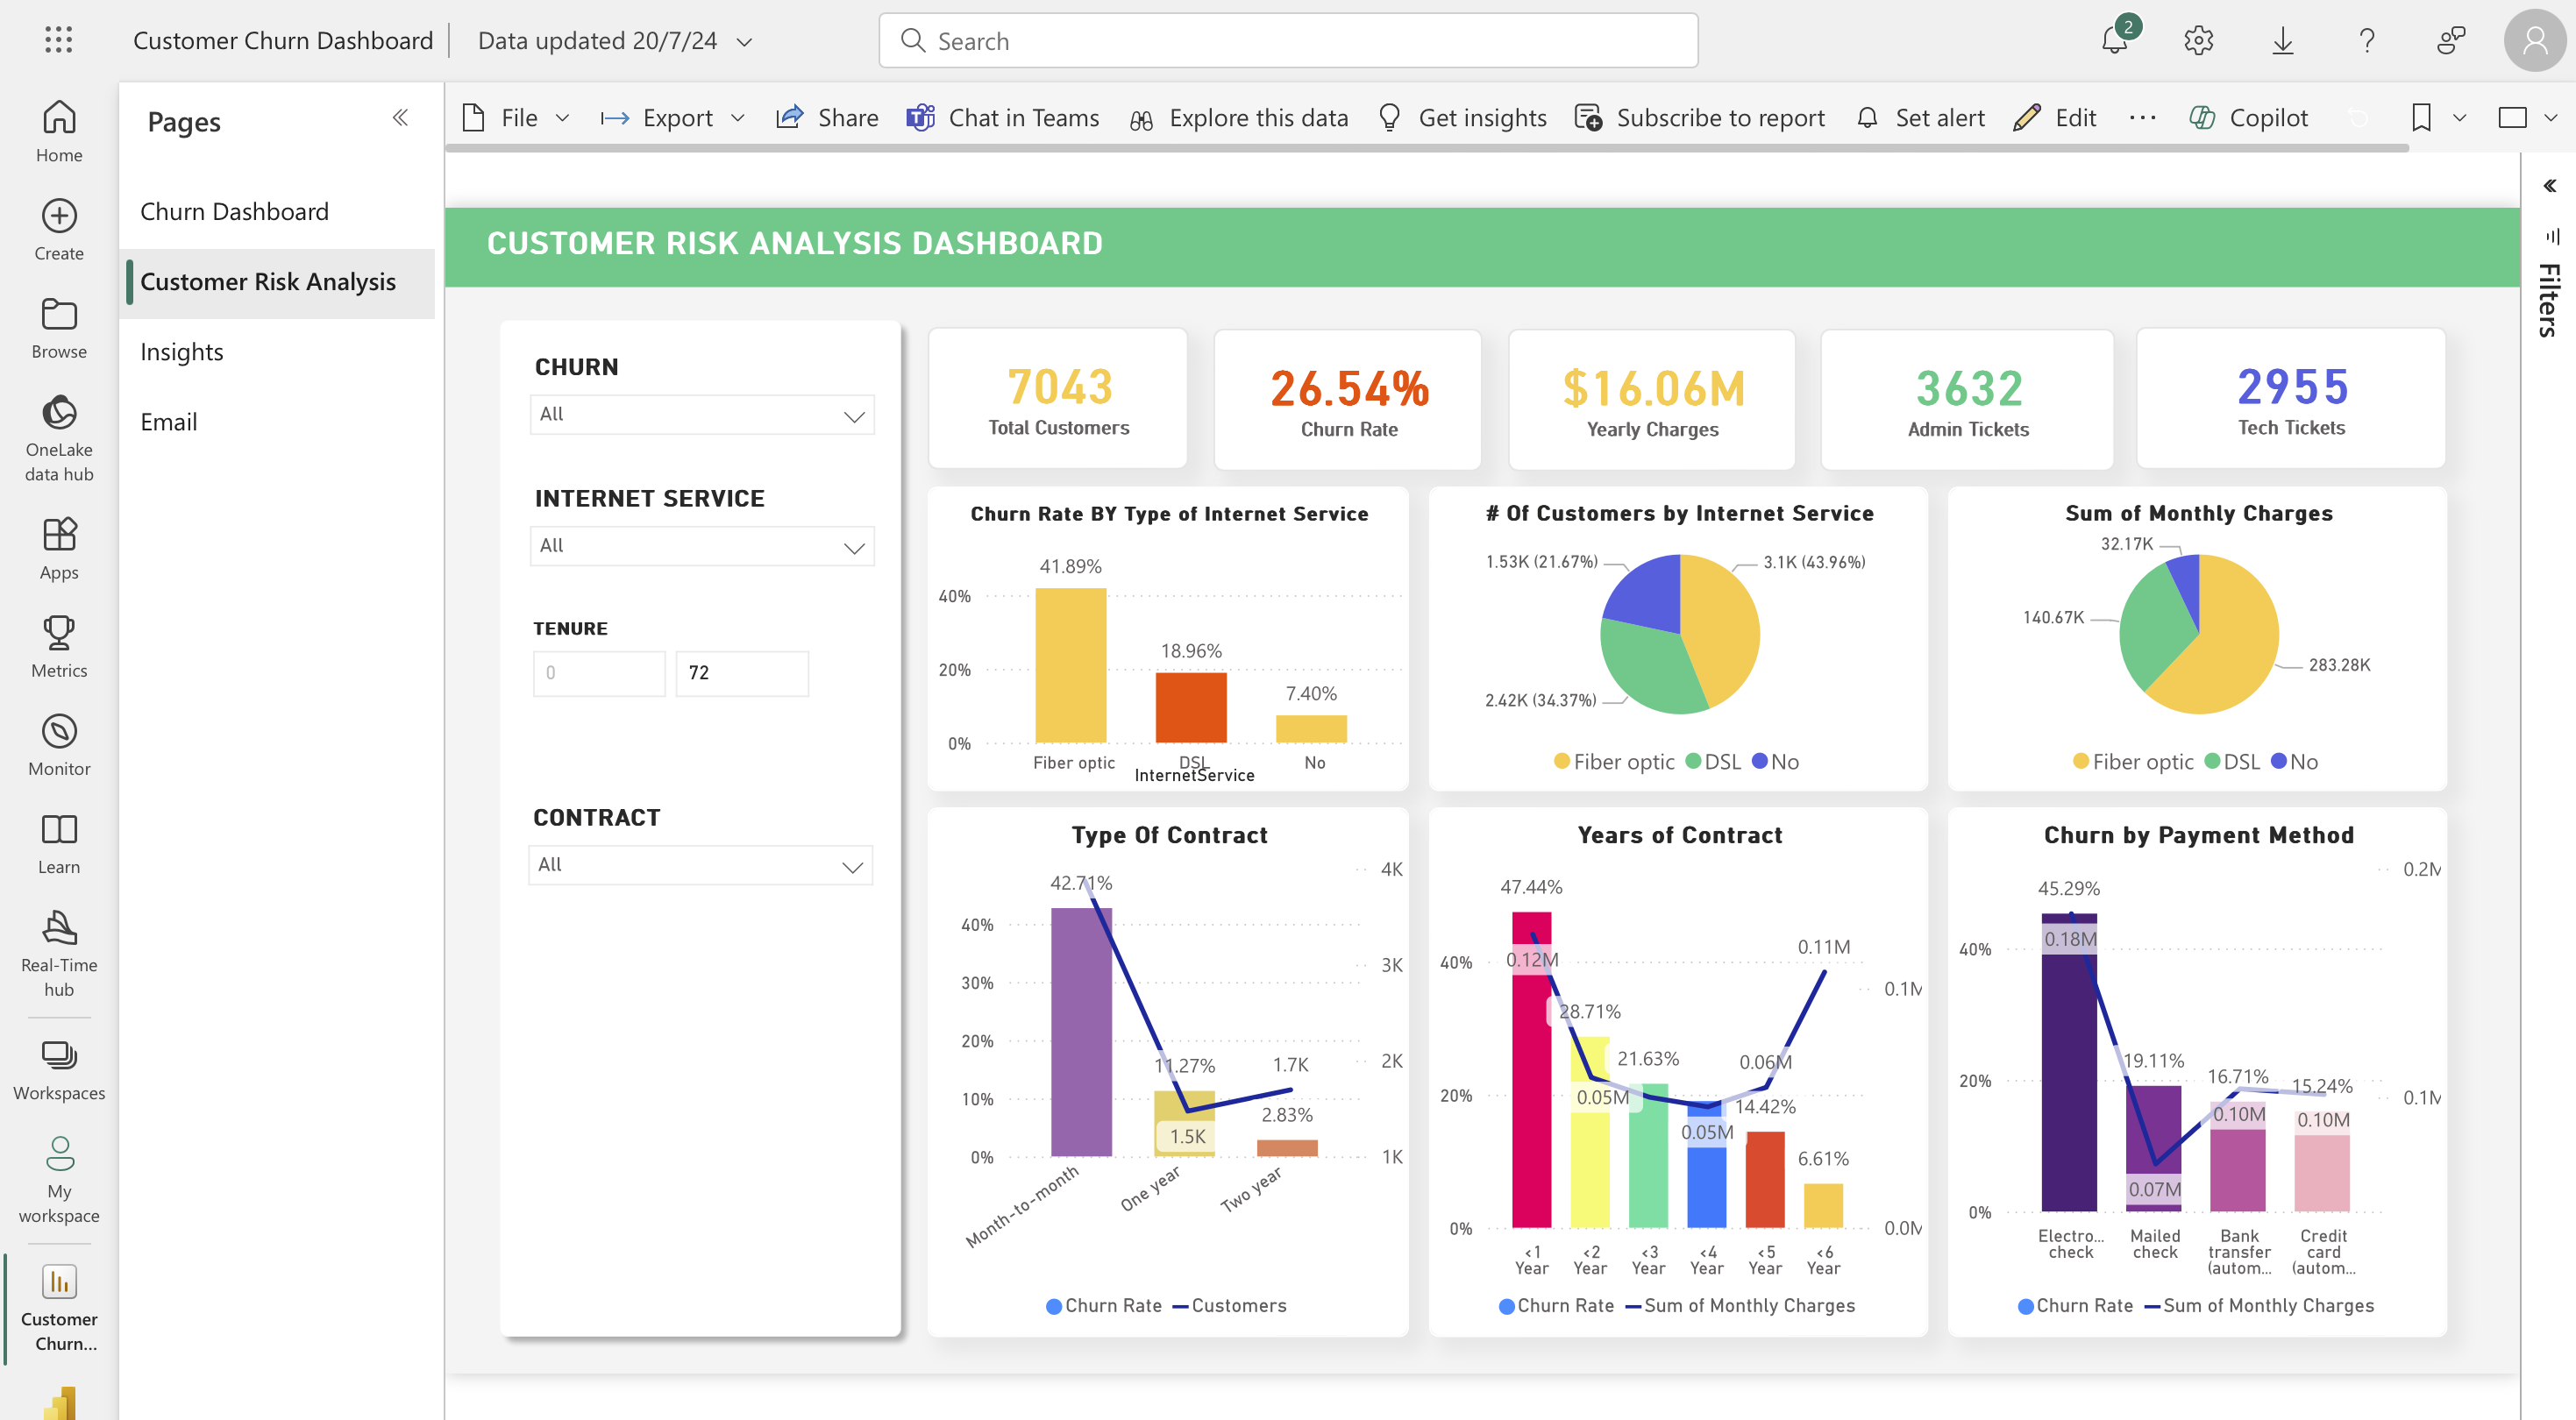 Customer Churn Dashboard
Data updated 20/7/24
Search
2
Home
Create
Browse
OneLake
data hub
Apps
Metrics
Monitor
Learn
Real-Time
hub
Workspaces
My
workspace
Customer
Churn...
Pages
Churn Dashboard
Customer Risk Analysis
Insights
Email
File
Export
Share
Chat in Teams
Explore this data
Get insights
Subscribe to report
Set alert
Edit
Copilot
Filters
CUSTOMER RISK ANALYSIS DASHBOARD
CHURN
All
INTERNET SERVICE
All
TENURE
0
72
CONTRACT
All
7043
Total Customers
26.54%
Churn Rate
$16.06M
Yearly Charges
3632
Admin Tickets
2955
Tech Tickets
Churn Rate BY Type of Internet Service
41.89%
40%
18.96%
20%
7.40%
0%
Fiber optic
DSL
No
InternetService
# Of Customers by Internet Service
1.53K (21.67%)
3.1K (43.96%)
2.42K (34.37%)
Fiber optic
DSL
No
Sum of Monthly Charges
32.17K
140.67K
283.28K
Fiber optic
DSL
No
Type Of Contract
4K
42.71%
40%
3K
30%
20%
11.27%
1.7K
2K
10%
2.83%
1.5K
0%
1K
Month-to-month
One year
Two year
Churn Rate
Customers
Years of Contract
47.44%
0.11M
0.12M
40%
0.1M
28.71%
21.63%
0.06M
20%
0.05M
14.42%
0.05M
6.61%
0%
0.0M
<1
Year
<2
Year
<3
Year
<4
Year
<5
Year
<6
Year
Churn Rate
Sum of Monthly Charges
Churn by Payment Method
0.2M
45.29%
0.18M
40%
19.11%
16.71%
15.24%
20%
0.1M
0.10M
0.10M
0.07M
0%
Electro...
check
Mailed
check
Bank
transfer
(autom...
Credit
card
(autom...
Churn Rate
Sum of Monthly Charges